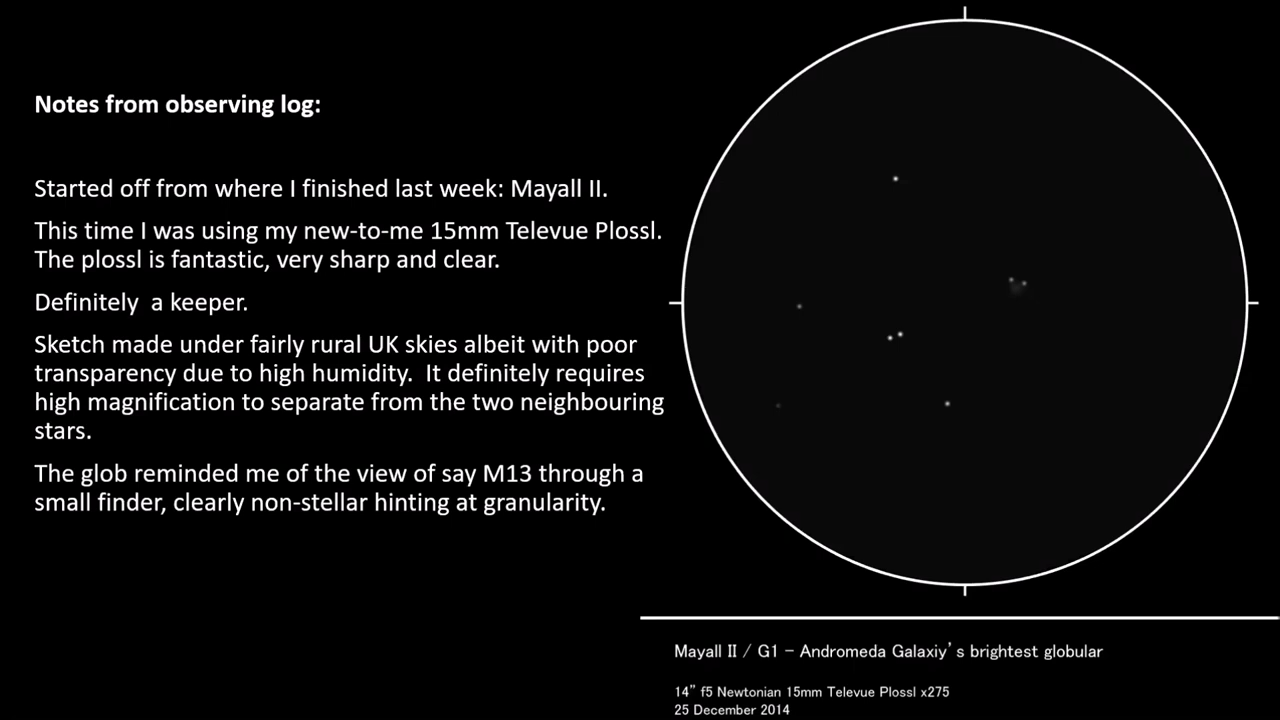 Notes from observing log:
Started off from where I finished last week: Mayall II.
This time I was using my new-to-me 15mm Televue Plossl.
The plossl is fantastic, very sharp and clear.
Definitely  a keeper.
Sketch made under fairly rural UK skies albeit with poor
transparency due to high humidity.  It definitely requires
high magnification to separate from the two neighbouring
stars.
The glob reminded me of the view of say M13 through a
small finder, clearly non-stellar hinting at granularity.
Mayall II / G1 – Andromeda Galaxiy’s brightest globular
14” f5 Newtonian 15mm Televue Plossl x275
25 December 2014